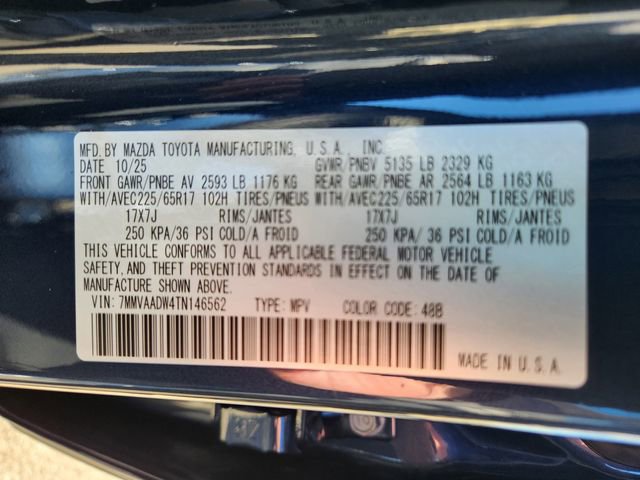 MFD. BY MAZDA TOYOTA MANUFACTURING, U.S.A., INC.
DATE 10/25 GVWR/PNBV 5135 LB 2329 KG
FRONT GAWR/PNBE AV 2593 LB 1176 KG REAR GAWR/PNBE AR 2564 LB 1163 KG
WITH/AVEC225/65R17 102H TIRES/PNEUS WITH/AVEC225/65R17 102H TIRES/PNEUS
17X7J RIMS/JANTES 17X7J RIMS/JANTES
250 KPA/36 PSI COLD/A FROID 250 KPA/ 36 PSI COLD/A FROID
THIS VEHICLE CONFORMS TO ALL APPLICABLE FEDERAL MOTOR VEHICLE
SAFETY, AND THEFT PREVENTION STANDARDS IN EFFECT ON THE DATE OF
MANUFACTURE SHOWN ABOVE.
VIN: 7MMVAADW4TN146562 TYPE: MPV COLOR CODE: 48B
MADE IN U.S.A.